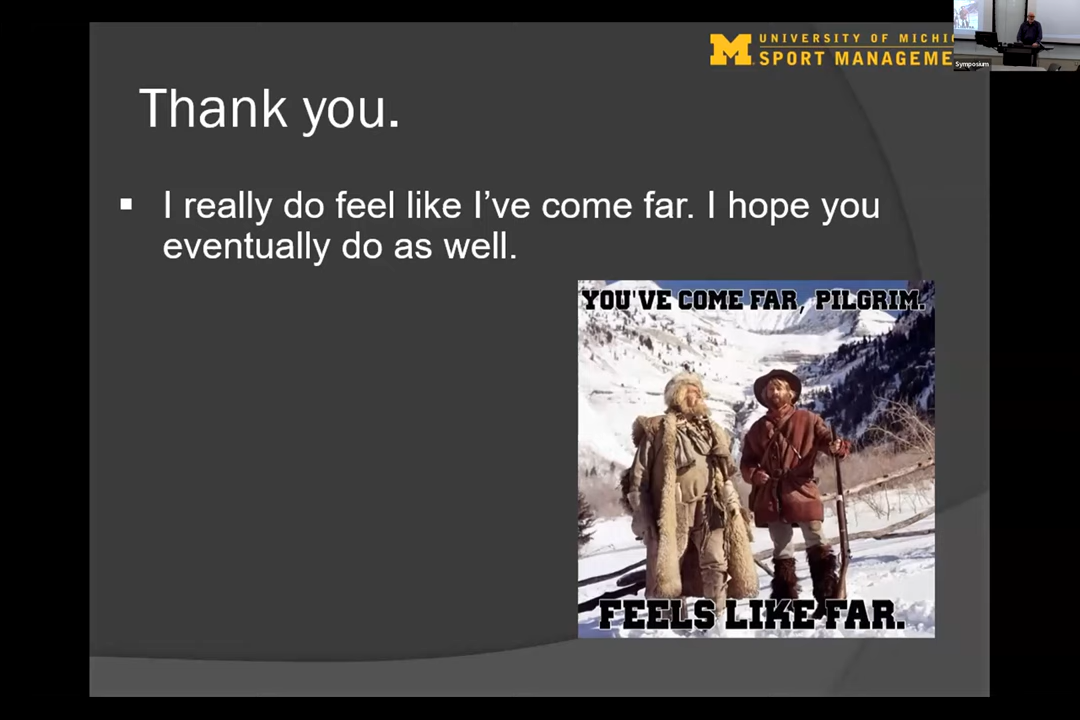 UNIVERSITY OF MICHI
SPORT MANAGEME
Symposium
Thank you.
I really do feel like I've come far. I hope you
eventually do as well.
YOU'VE COME FAR, PILGRIM.
FEELS LIKE FAR.